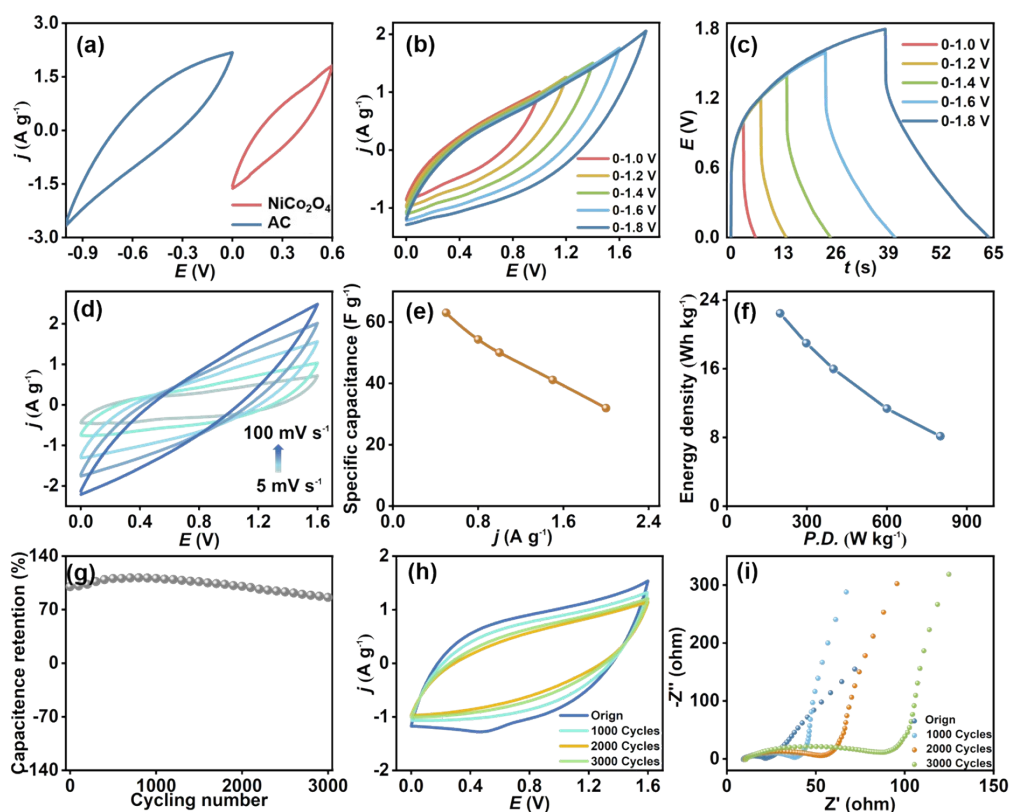 (a)
j (A g⁻¹)
3.0
1.5
0.0
-1.5
-3.0
NiCo₂O₄
AC
-0.9 -0.6 -0.3 0.0 0.3 0.6
E (V)
(b)
j (A g⁻¹)
2
1
0
-1
0-1.0 V
0-1.2 V
0-1.4 V
0-1.6 V
0-1.8 V
0.0 0.4 0.8 1.2 1.6
E (V)
(c)
E (V)
1.8
1.2
0.6
0.0
0-1.0 V
0-1.2 V
0-1.4 V
0-1.6 V
0-1.8 V
0 13 26 39 52 65
t (s)
(d)
j (A g⁻¹)
2
1
0
-1
-2
100 mV s⁻¹
5 mV s⁻¹
0.0 0.4 0.8 1.2 1.6
E (V)
(e)
Specific capacitance (F g⁻¹)
60
40
20
0
0.0 0.6 1.2 1.8 2.4
j (A g⁻¹)
(f)
Energy density (Wh kg⁻¹)
24
16
8
0
0 300 600 900
P.D. (W kg⁻¹)
(g)
Capacitecence retention (%)
140
70
0
-70
-140
0 1000 2000 3000
Cycling number
(h)
j (A g⁻¹)
2
1
0
-1
-2
Orign
1000 Cycles
2000 Cycles
3000 Cycles
0.0 0.4 0.8 1.2 1.6
E (V)
(i)
-Z'' (ohm)
300
200
100
0
Orign
1000 Cycles
2000 Cycles
3000 Cycles
0 50 100 150
Z' (ohm)